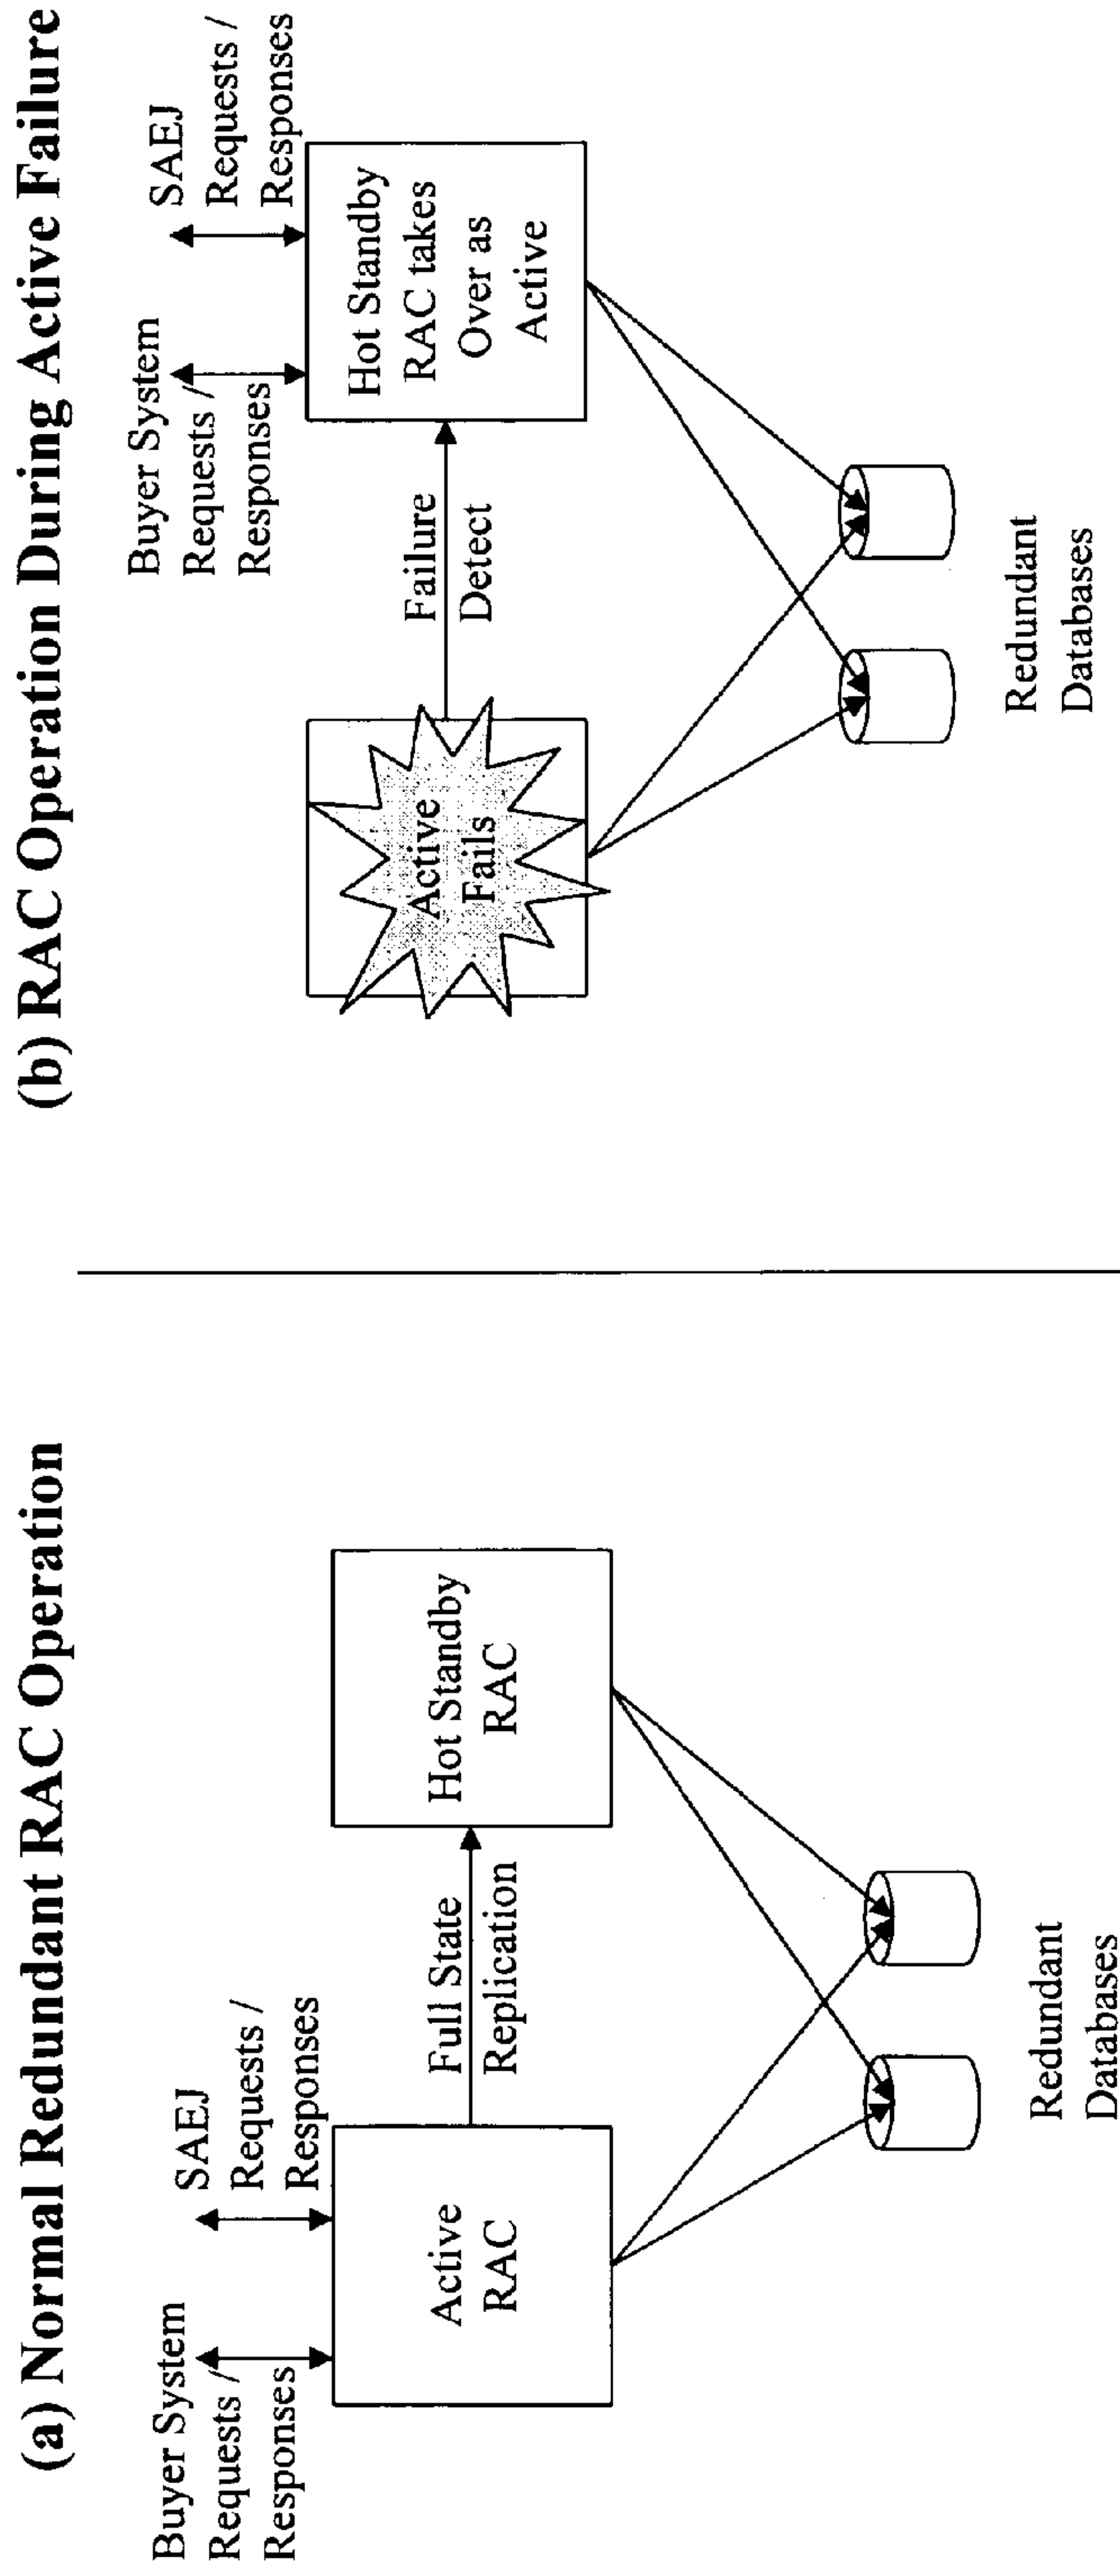 (a) Normal Redundant RAC Operation
Buyer System
Requests /
Responses
SAEJ
Requests /
Responses
Active
RAC
Full State
Replication
Hot Standby
RAC
Redundant
Databases
(b) RAC Operation During Active Failure
Buyer System
Requests /
Responses
SAEJ
Requests /
Responses
Active
Fails
Failure
Detect
Hot Standby
RAC takes
Over as
Active
Redundant
Databases